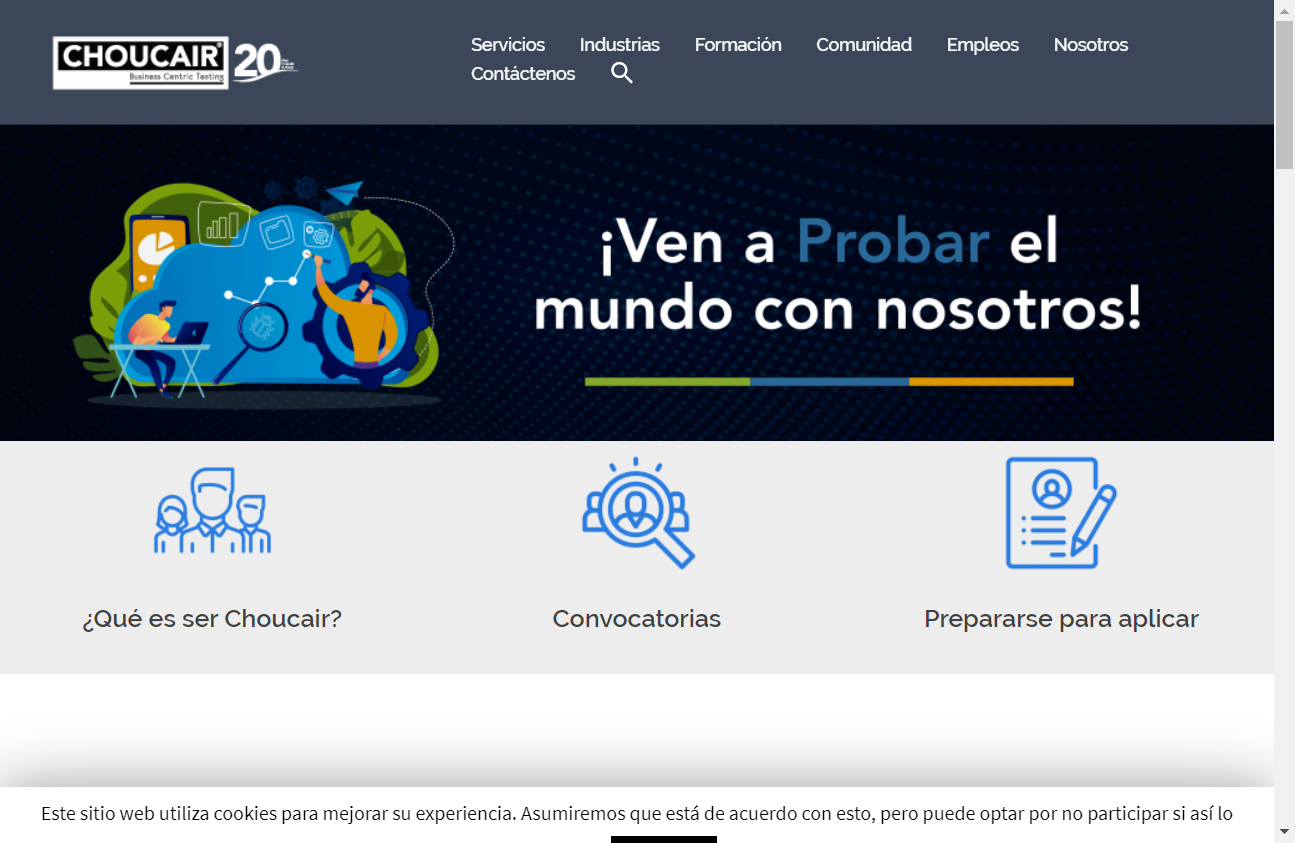 CHOUCAIR®
Business Centric Testing
20
Servicios Industrias Formación Comunidad Empleos Nosotros
Contáctenos
¡Ven a Probar el
mundo con nosotros!
¿Qué es ser Choucair? Convocatorias Prepararse para aplicar
Este sitio web utiliza cookies para mejorar su experiencia. Asumiremos que está de acuerdo con esto, pero puede optar por no participar si así lo